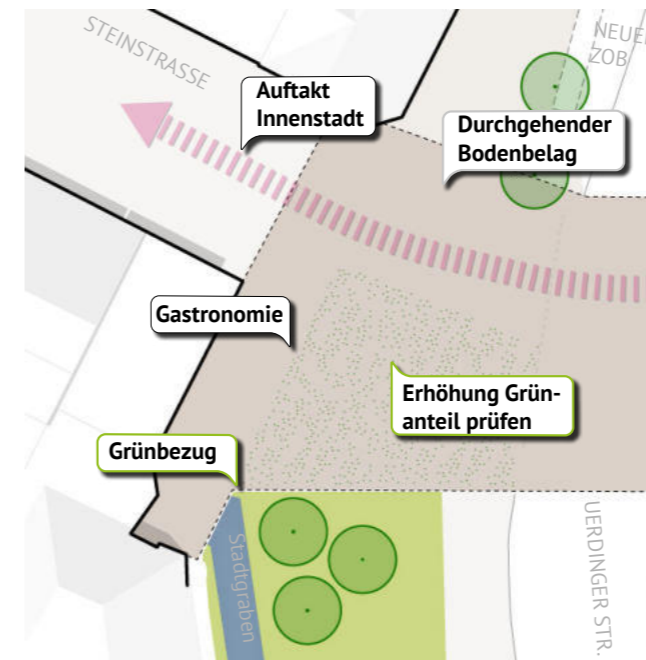 STEINSTRASSE
NEUER
ZOB
Auftakt
Innenstadt
Durchgehender
Bodenbelag
Gastronomie
Erhöhung Grün-
anteil prüfen
Grünbezug
Stadtgraben
UERDINGER STR.